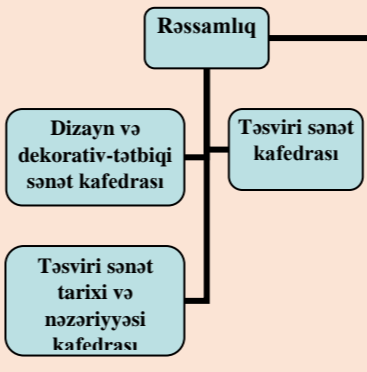 Rəssamlıq
Dizayn və
dekorativ-tətbiqi
sənət kafedrası
Təsviri sənət
kafedrası
Təsviri sənət
tarixi və
nəzəriyyəsi
kafedrası